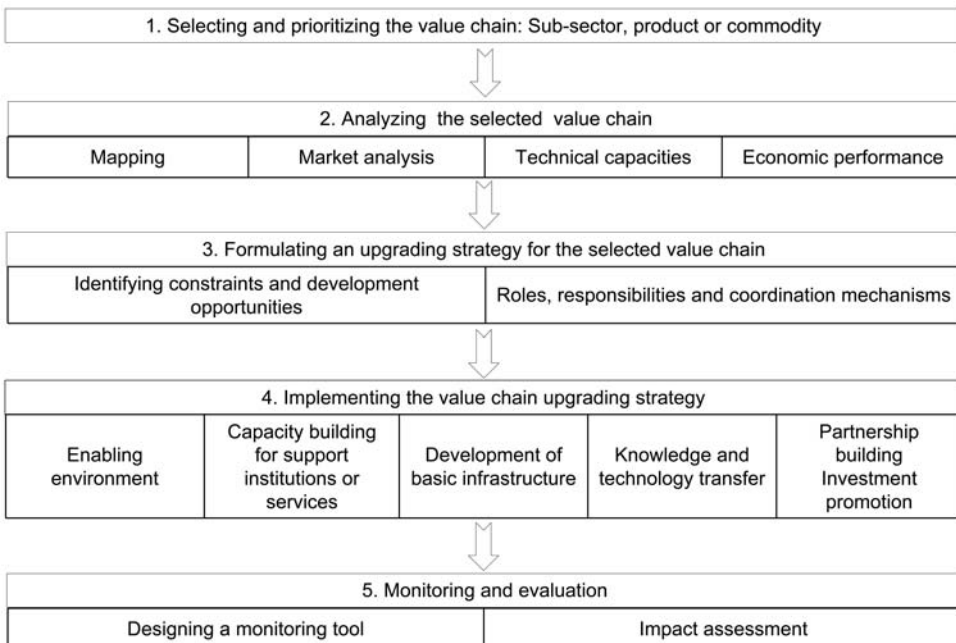 1. Selecting and prioritizing the value chain: Sub-sector, product or commodity
2. Analyzing the selected value chain
Mapping
Market analysis
Technical capacities
Economic performance
3. Formulating an upgrading strategy for the selected value chain
Identifying constraints and development
opportunities
Roles, responsibilities and coordination mechanisms
4. Implementing the value chain upgrading strategy
Enabling
environment
Capacity building
for support
institutions or
services
Development of
basic infrastructure
Knowledge and
technology transfer
Partnership
building
Investment
promotion
5. Monitoring and evaluation
Designing a monitoring tool
Impact assessment